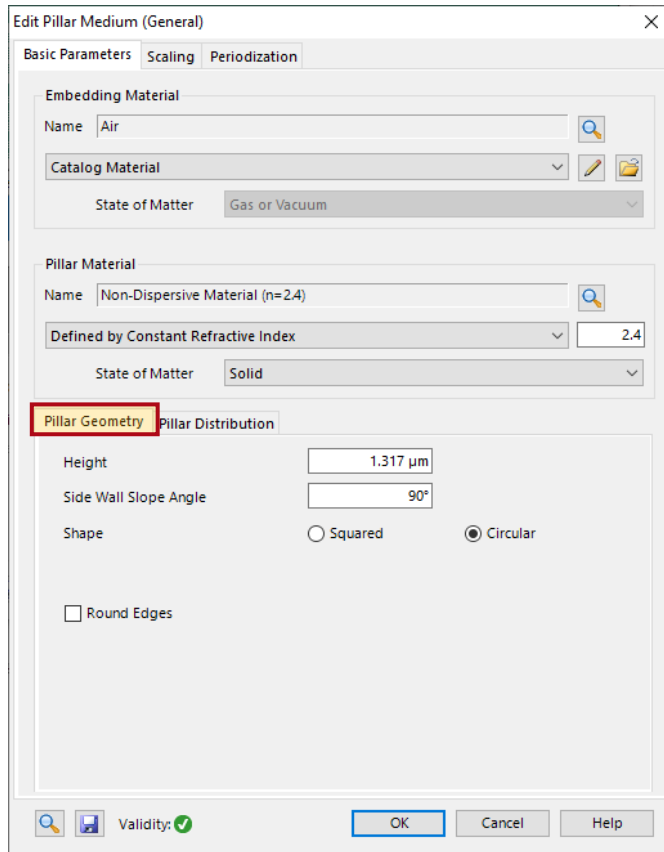 Edit Pillar Medium (General)
Basic Parameters Scaling Periodization
Embedding Material
Name Air
Catalog Material
State of Matter Gas or Vacuum
Pillar Material
Name Non-Dispersive Material (n=2.4)
Defined by Constant Refractive Index 2.4
State of Matter Solid
Pillar Geometry Pillar Distribution
Height 1.317 µm
Side Wall Slope Angle 90°
Shape Squared Circular
Round Edges
Validity: OK Cancel Help